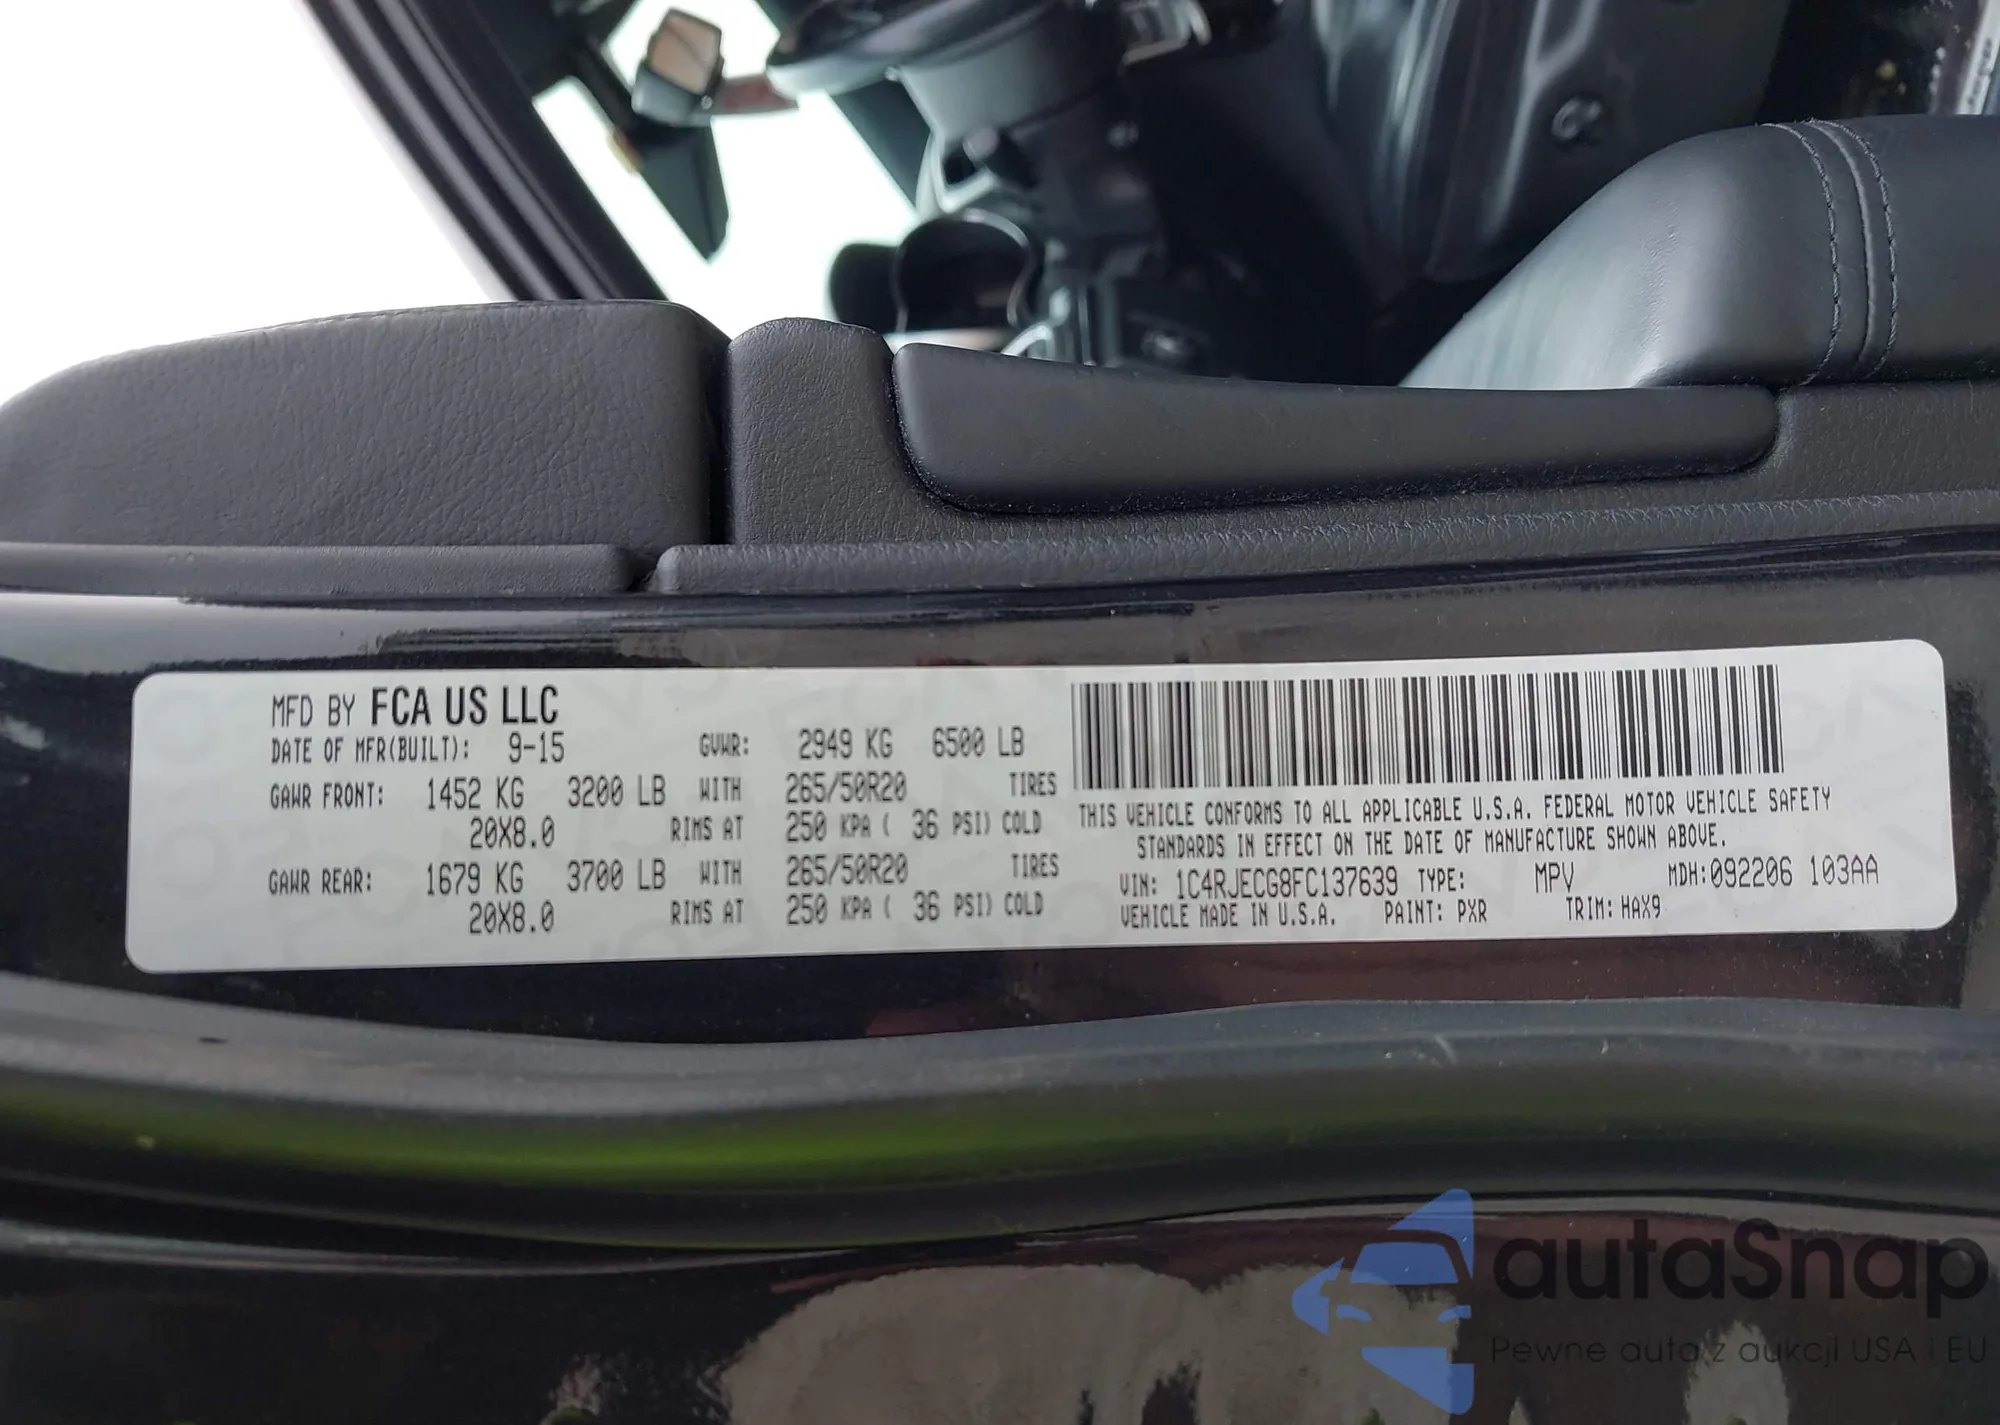 MFD BY FCA US LLC
DATE OF MFR(BUILT): 9-15 GVWR: 2949 KG 6500 LB
GAWR FRONT: 1452 KG 3200 LB WITH 265/50R20 TIRES
20X8.0 RIMS AT 250 KPA ( 36 PSI) COLD
GAWR REAR: 1679 KG 3700 LB WITH 265/50R20 TIRES
20X8.0 RIMS AT 250 KPA ( 36 PSI) COLD
THIS VEHICLE CONFORMS TO ALL APPLICABLE U.S.A. FEDERAL MOTOR VEHICLE SAFETY
STANDARDS IN EFFECT ON THE DATE OF MANUFACTURE SHOWN ABOVE.
VIN: 1C4RJECG8FC137639 TYPE: MPV MDH:092206 103AA
VEHICLE MADE IN U.S.A. PAINT: PXR TRIM: HAX9
autaSnap
Pewne auta z aukcji USA i EU